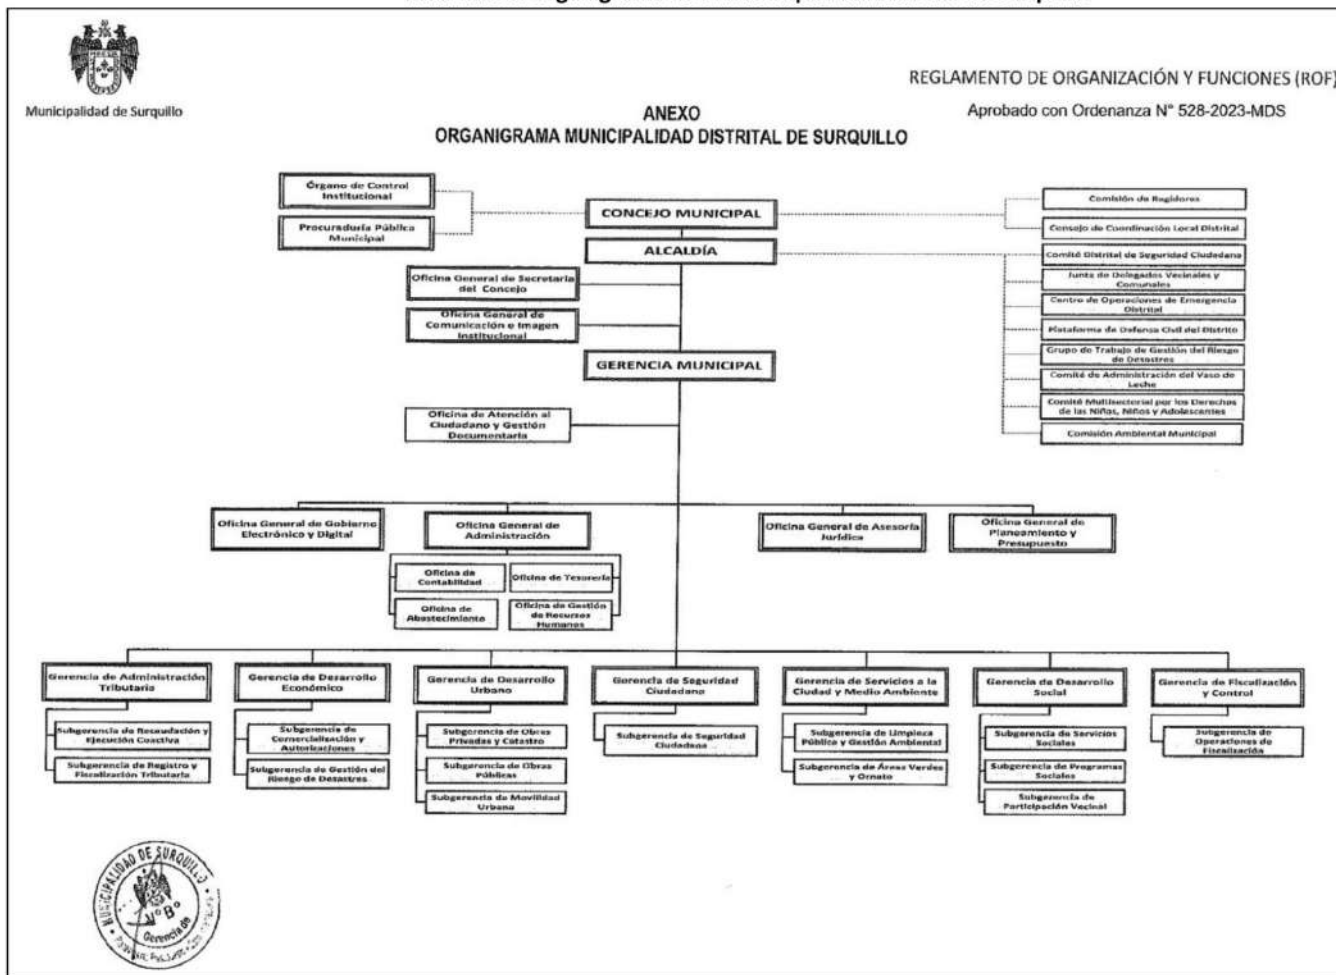 Municipalidad de Surquillo
REGLAMENTO DE ORGANIZACIÓN Y FUNCIONES (ROF)
Aprobado con Ordenanza N° 528-2023-MDS
ANEXO
ORGANIGRAMA MUNICIPALIDAD DISTRITAL DE SURQUILLO
Órgano de Control
Institucional
Procuraduría Pública
Municipal
CONCEJO MUNICIPAL
ALCALDÍA
Comisión de Regidores
Consejo de Coordinación Local Distrital
Comité Distrital de Seguridad Ciudadana
Junta de Delegados Vecinales y
Comunales
Centro de Operaciones de Emergencia
Distrital
Plataforma de Defensa Civil del Distrito
Grupo de Trabajo de Gestión del Riesgo
de Desastres
Comité de Administración del Vaso de
Leche
Comité Multisectorial por los Derechos
de las Niñas, Niños y Adolescentes
Comisión Ambiental Municipal
Oficina General de Secretaria
del Concejo
Oficina General de
Comunicación e Imagen
Institucional
GERENCIA MUNICIPAL
Oficina de Atención al
Ciudadano y Gestión
Documentaria
Oficina General de Gobierno
Electrónico y Digital
Oficina General de
Administración
Oficina General de Asesoría
Jurídica
Oficina General de
Planeamiento y
Presupuesto
Oficina de
Contabilidad
Oficina de Tesorería
Oficina de
Abastecimiento
Oficina de Gestión
de Recursos
Humanos
Gerencia de Administración
Tributaria
Subgerencia de Recaudación y
Ejecución Coactiva
Subgerencia de Registro y
Fiscalización Tributaria
Gerencia de Desarrollo
Económico
Subgerencia de
Comercialización y
Autorizaciones
Subgerencia de Gestión del
Riesgo de Desastres
Gerencia de Desarrollo
Urbano
Subgerencia de Obras
Privadas y Catastro
Subgerencia de Obras
Públicas
Subgerencia de Movilidad
Urbana
Gerencia de Seguridad
Ciudadana
Subgerencia de Seguridad
Ciudadana
Gerencia de Servicios a la
Ciudad y Medio Ambiente
Subgerencia de Limpieza
Pública y Gestión Ambiental
Subgerencia de Áreas Verdes
y Ornato
Gerencia de Desarrollo
Social
Subgerencia de Servicios
Sociales
Subgerencia de Programas
Sociales
Subgerencia de
Participación Vecinal
Gerencia de Fiscalización
y Control
Subgerencia de
Operaciones de
Fiscalización
MUNICIPALIDAD DE SURQUILLO
V°B°
Gerencia de